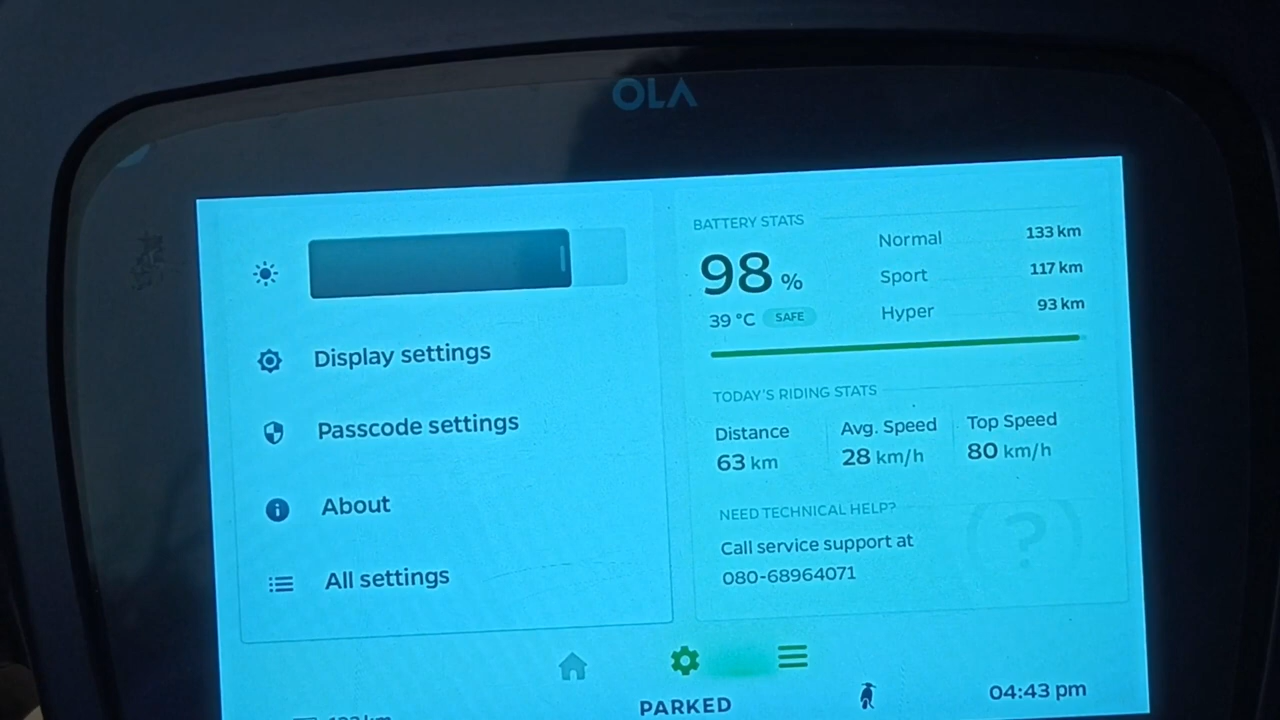 OLA
Display settings
Passcode settings
About
All settings
BATTERY STATS
98 %
39 °C SAFE
Normal 133 km
Sport 117 km
Hyper 93 km
TODAY'S RIDING STATS
Distance
63 km
Avg. Speed
28 km/h
Top Speed
80 km/h
NEED TECHNICAL HELP?
Call service support at
080-68964071
(?)
PARKED
04:43 pm